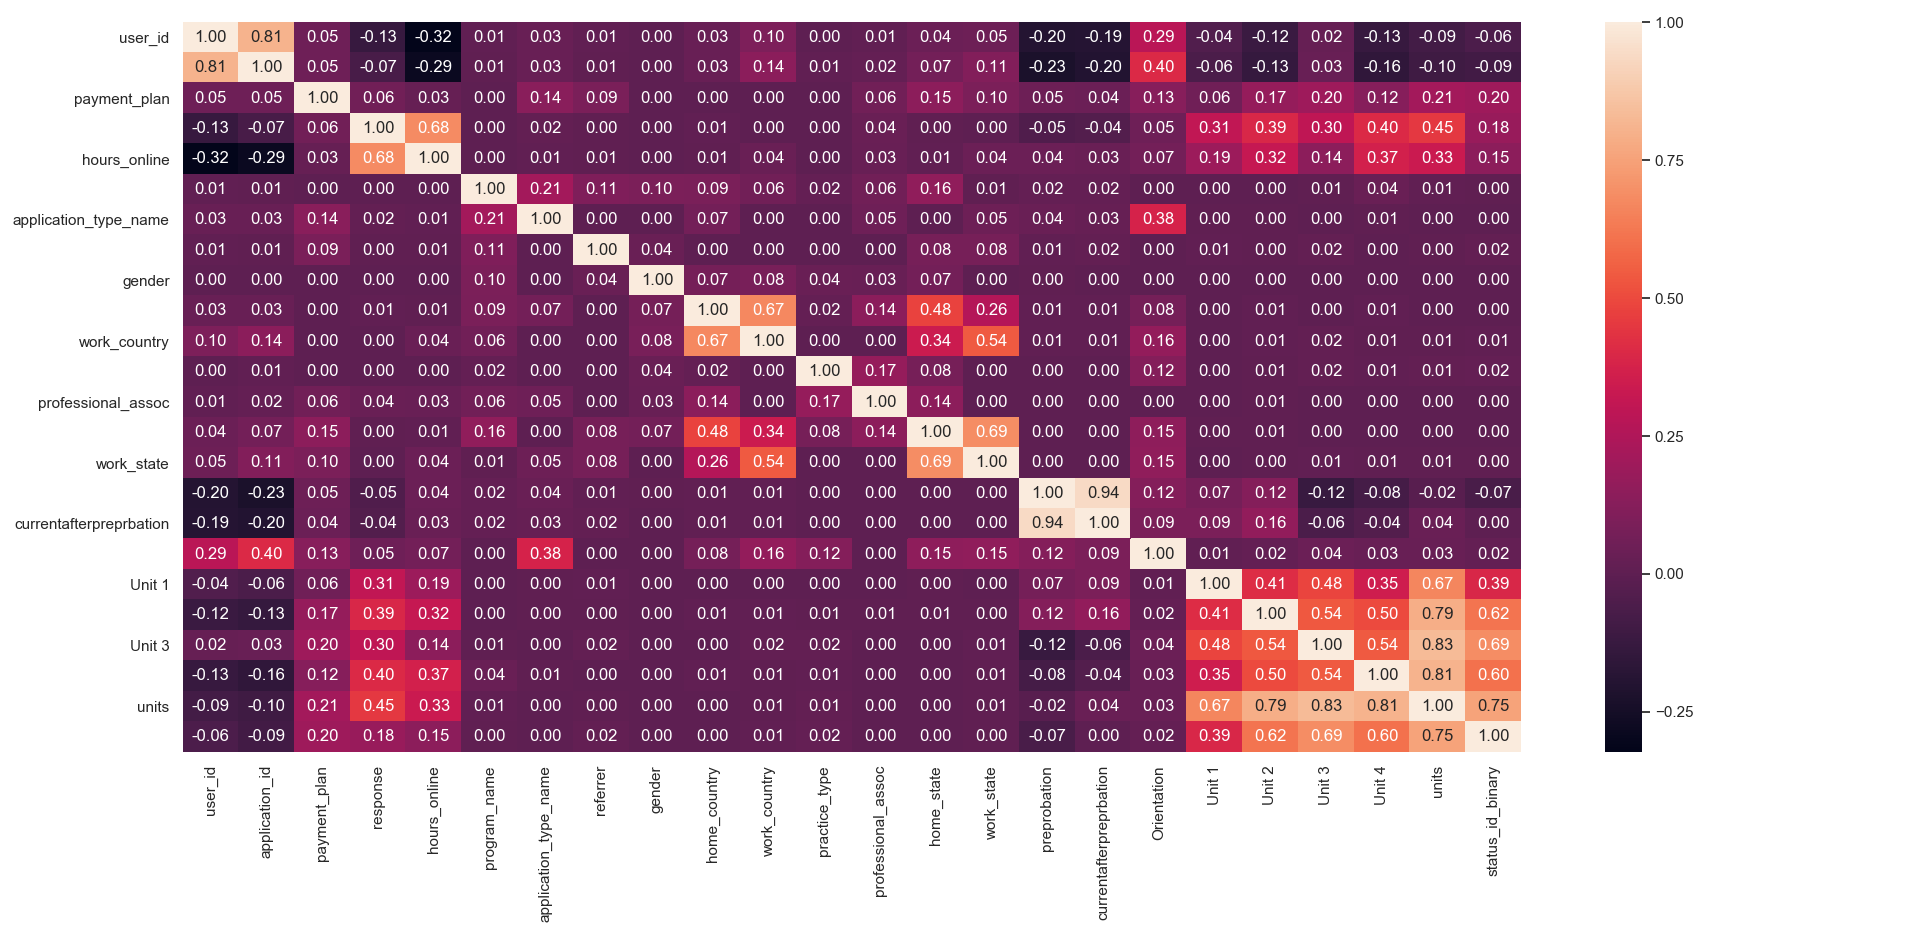 user_id 1.00 0.81 0.05 -0.13 -0.32 0.01 0.03 0.01 0.00 0.03 0.10 0.00 0.01 0.04 0.05 -0.20 -0.19 0.29 -0.04 -0.12 0.02 -0.13 -0.09 -0.06 1.00
0.81 1.00 0.05 -0.07 -0.29 0.01 0.03 0.01 0.00 0.03 0.14 0.01 0.02 0.07 0.11 -0.23 -0.20 0.40 -0.06 -0.13 0.03 -0.16 -0.10 -0.09
payment_plan 0.05 0.05 1.00 0.06 0.03 0.00 0.14 0.09 0.00 0.00 0.00 0.00 0.06 0.15 0.10 0.05 0.04 0.13 0.06 0.17 0.20 0.12 0.21 0.20
-0.13 -0.07 0.06 1.00 0.68 0.00 0.02 0.00 0.00 0.01 0.00 0.00 0.04 0.00 0.00 -0.05 -0.04 0.05 0.31 0.39 0.30 0.40 0.45 0.18
hours_online -0.32 -0.29 0.03 0.68 1.00 0.00 0.01 0.01 0.00 0.01 0.04 0.00 0.03 0.01 0.04 0.04 0.03 0.07 0.19 0.32 0.14 0.37 0.33 0.15 0.75
0.01 0.01 0.00 0.00 0.00 1.00 0.21 0.11 0.10 0.09 0.06 0.02 0.06 0.16 0.01 0.02 0.02 0.00 0.00 0.00 0.01 0.04 0.01 0.00
application_type_name 0.03 0.03 0.14 0.02 0.01 0.21 1.00 0.00 0.00 0.07 0.00 0.00 0.05 0.00 0.05 0.04 0.03 0.38 0.00 0.00 0.00 0.01 0.00 0.00
0.01 0.01 0.09 0.00 0.01 0.11 0.00 1.00 0.04 0.00 0.00 0.00 0.00 0.08 0.08 0.01 0.02 0.00 0.01 0.00 0.02 0.00 0.00 0.02
gender 0.00 0.00 0.00 0.00 0.00 0.10 0.00 0.04 1.00 0.07 0.08 0.04 0.03 0.07 0.00 0.00 0.00 0.00 0.00 0.00 0.00 0.00 0.00 0.00
0.03 0.03 0.00 0.01 0.01 0.09 0.07 0.00 0.07 1.00 0.67 0.02 0.14 0.48 0.26 0.01 0.01 0.08 0.00 0.01 0.00 0.01 0.00 0.00 0.50
work_country 0.10 0.14 0.00 0.00 0.04 0.06 0.00 0.00 0.08 0.67 1.00 0.00 0.00 0.34 0.54 0.01 0.01 0.16 0.00 0.01 0.02 0.01 0.01 0.01
0.00 0.01 0.00 0.00 0.00 0.02 0.00 0.00 0.04 0.02 0.00 1.00 0.17 0.08 0.00 0.00 0.00 0.12 0.00 0.01 0.02 0.01 0.01 0.02
professional_assoc 0.01 0.02 0.06 0.04 0.03 0.06 0.05 0.00 0.03 0.14 0.00 0.17 1.00 0.14 0.00 0.00 0.00 0.00 0.00 0.01 0.00 0.00 0.00 0.00
0.04 0.07 0.15 0.00 0.01 0.16 0.00 0.08 0.07 0.48 0.34 0.08 0.14 1.00 0.69 0.00 0.00 0.15 0.00 0.01 0.00 0.00 0.00 0.00 0.25
work_state 0.05 0.11 0.10 0.00 0.04 0.01 0.05 0.08 0.00 0.26 0.54 0.00 0.00 0.69 1.00 0.00 0.00 0.15 0.00 0.00 0.01 0.01 0.01 0.00
-0.20 -0.23 0.05 -0.05 0.04 0.02 0.04 0.01 0.00 0.01 0.01 0.00 0.00 0.00 0.00 1.00 0.94 0.12 0.07 0.12 -0.12 -0.08 -0.02 -0.07
currentafterpreprbation -0.19 -0.20 0.04 -0.04 0.03 0.02 0.03 0.02 0.00 0.01 0.01 0.00 0.00 0.00 0.00 0.94 1.00 0.09 0.09 0.16 -0.06 -0.04 0.04 0.00
0.29 0.40 0.13 0.05 0.07 0.00 0.38 0.00 0.00 0.08 0.16 0.12 0.00 0.15 0.15 0.12 0.09 1.00 0.01 0.02 0.04 0.03 0.03 0.02
Unit 1 -0.04 -0.06 0.06 0.31 0.19 0.00 0.00 0.01 0.00 0.00 0.00 0.00 0.00 0.00 0.00 0.07 0.09 0.01 1.00 0.41 0.48 0.35 0.67 0.39 0.00
-0.12 -0.13 0.17 0.39 0.32 0.00 0.00 0.00 0.00 0.01 0.01 0.01 0.01 0.01 0.00 0.12 0.16 0.02 0.41 1.00 0.54 0.50 0.79 0.62
Unit 3 0.02 0.03 0.20 0.30 0.14 0.01 0.00 0.02 0.00 0.00 0.02 0.02 0.00 0.00 0.01 -0.12 -0.06 0.04 0.48 0.54 1.00 0.54 0.83 0.69
-0.13 -0.16 0.12 0.40 0.37 0.04 0.01 0.00 0.00 0.01 0.01 0.01 0.00 0.00 0.01 -0.08 -0.04 0.03 0.35 0.50 0.54 1.00 0.81 0.60
units -0.09 -0.10 0.21 0.45 0.33 0.01 0.00 0.00 0.00 0.00 0.01 0.01 0.00 0.00 0.01 -0.02 0.04 0.03 0.67 0.79 0.83 0.81 1.00 0.75 −0.25
-0.06 -0.09 0.20 0.18 0.15 0.00 0.00 0.02 0.00 0.00 0.01 0.02 0.00 0.00 0.00 -0.07 0.00 0.02 0.39 0.62 0.69 0.60 0.75 1.00
user_id
application_id
payment_plan
response
hours_online
program_name
application_type_name
referrer
gender
home_country
work_country
practice_type
professional_assoc
home_state
work_state
preprobation
currentafterpreprbation
Orientation
Unit 1
Unit 2
Unit 3
Unit 4
units
status_id_binary